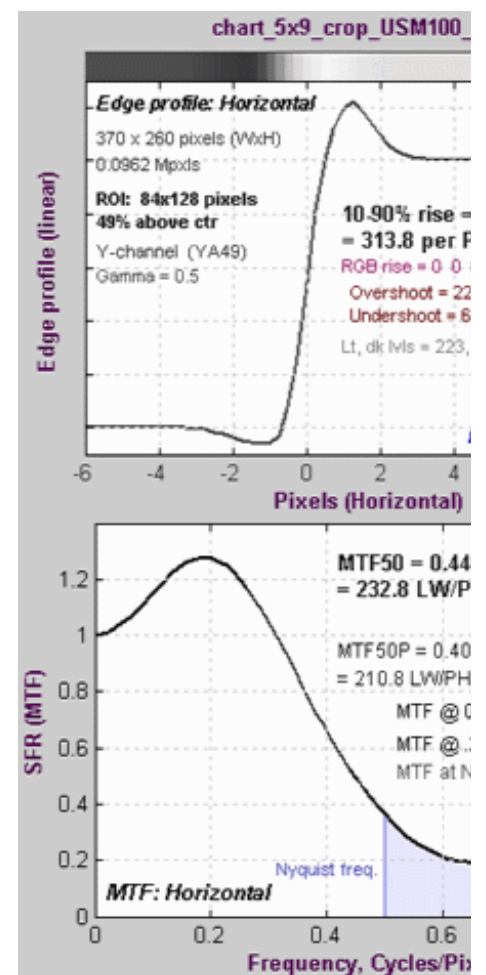 chart_5x9_crop_USM100_
Edge profile: Horizontal
370 x 260 pixels (WxH)
0.0962 Mpxls
ROI: 84x128 pixels
49% above ctr
Y-channel (YA49)
Gamma = 0.5
10-90% rise =
= 313.8 per P
RGB rise = 0 0
Overshoot = 22
Undershoot = 6
Lt, dk lvls = 223,
Edge profile (linear)
-6 -4 -2 0 2 4
Pixels (Horizontal)
MTF50 = 0.44
= 232.8 LW/P
MTF50P = 0.40
= 210.8 LW/PH
MTF @ 0
MTF @ .3
MTF at N
1.2
1
0.8
0.6
0.4
0.2
0
SFR (MTF)
Nyquist freq.
MTF: Horizontal
0 0.2 0.4 0.6
Frequency, Cycles/Pix